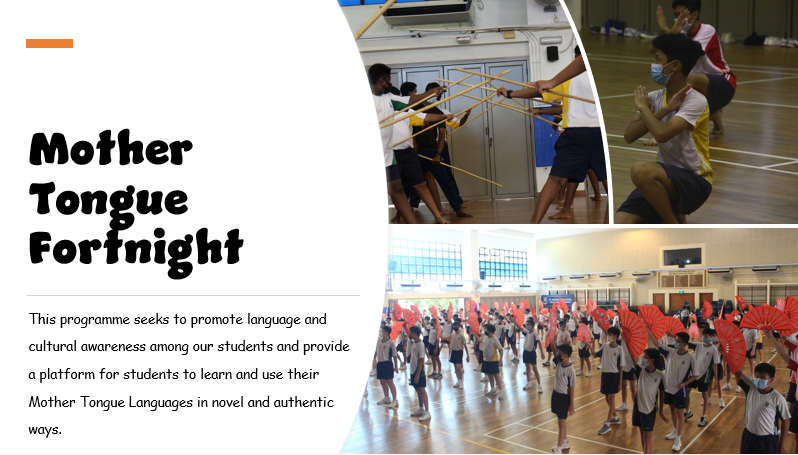 Mother
Tongue
Fortnight
This programme seeks to promote language and
cultural awareness among our students and provide
a platform for students to learn and use their
Mother Tongue Languages in novel and authentic
ways.